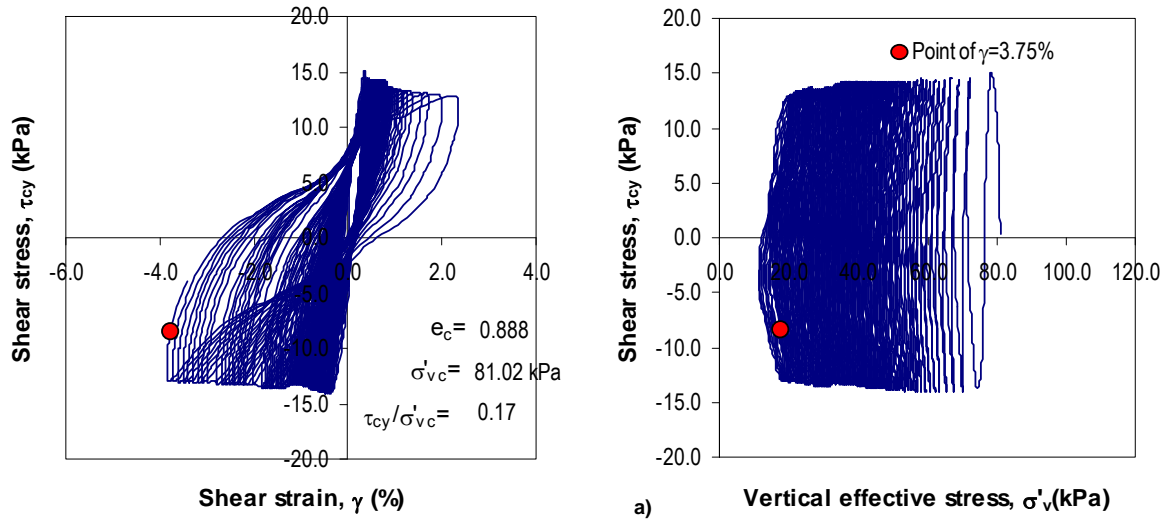 20.0
15.0
10.0
5.0
0.0
-5.0
-10.0
-15.0
-20.0
-6.0 -4.0 -2.0 0.0 2.0 4.0
Shear stress, τcy (kPa)
Shear strain, γ (%)
ec= 0.888
σ'vc= 81.02 kPa
τcy/σ'vc= 0.17
20.0
15.0
10.0
5.0
0.0
-5.0
-10.0
-15.0
-20.0
0.0 20.0 40.0 60.0 80.0 100.0 120.0
Shear stress, τcy (kPa)
Point of γ=3.75%
a)
Vertical effective stress, σ'v(kPa)